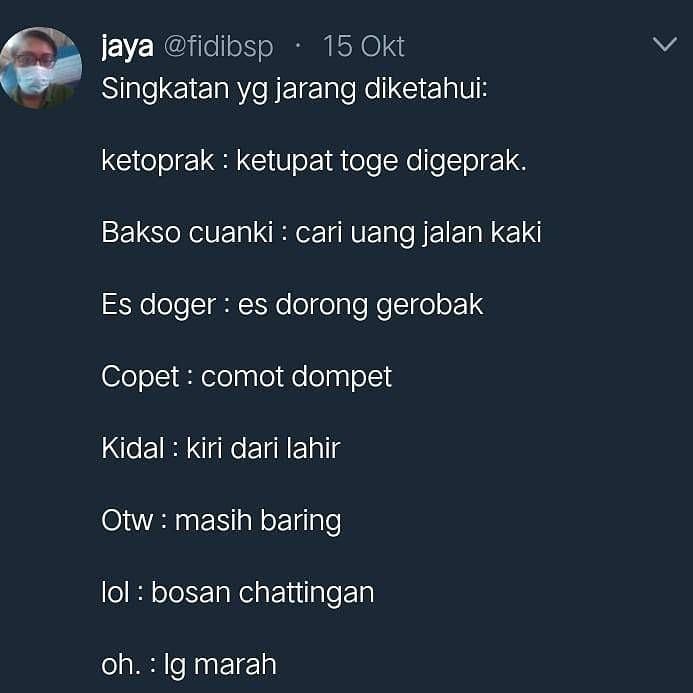 jaya @fidibsp · 15 Okt
Singkatan yg jarang diketahui:
ketoprak : ketupat toge digeprak.
Bakso cuanki : cari uang jalan kaki
Es doger : es dorong gerobak
Copet : comot dompet
Kidal : kiri dari lahir
Otw : masih baring
lol : bosan chattingan
oh. : lg marah